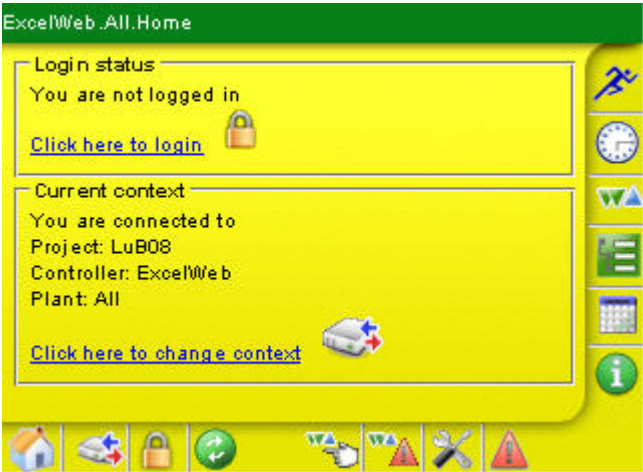 ExcelWeb.All.Home
Login status
You are not logged in
Click here to login
Current context
You are connected to
Project: LuB08
Controller: ExcelWeb
Plant: All
Click here to change context